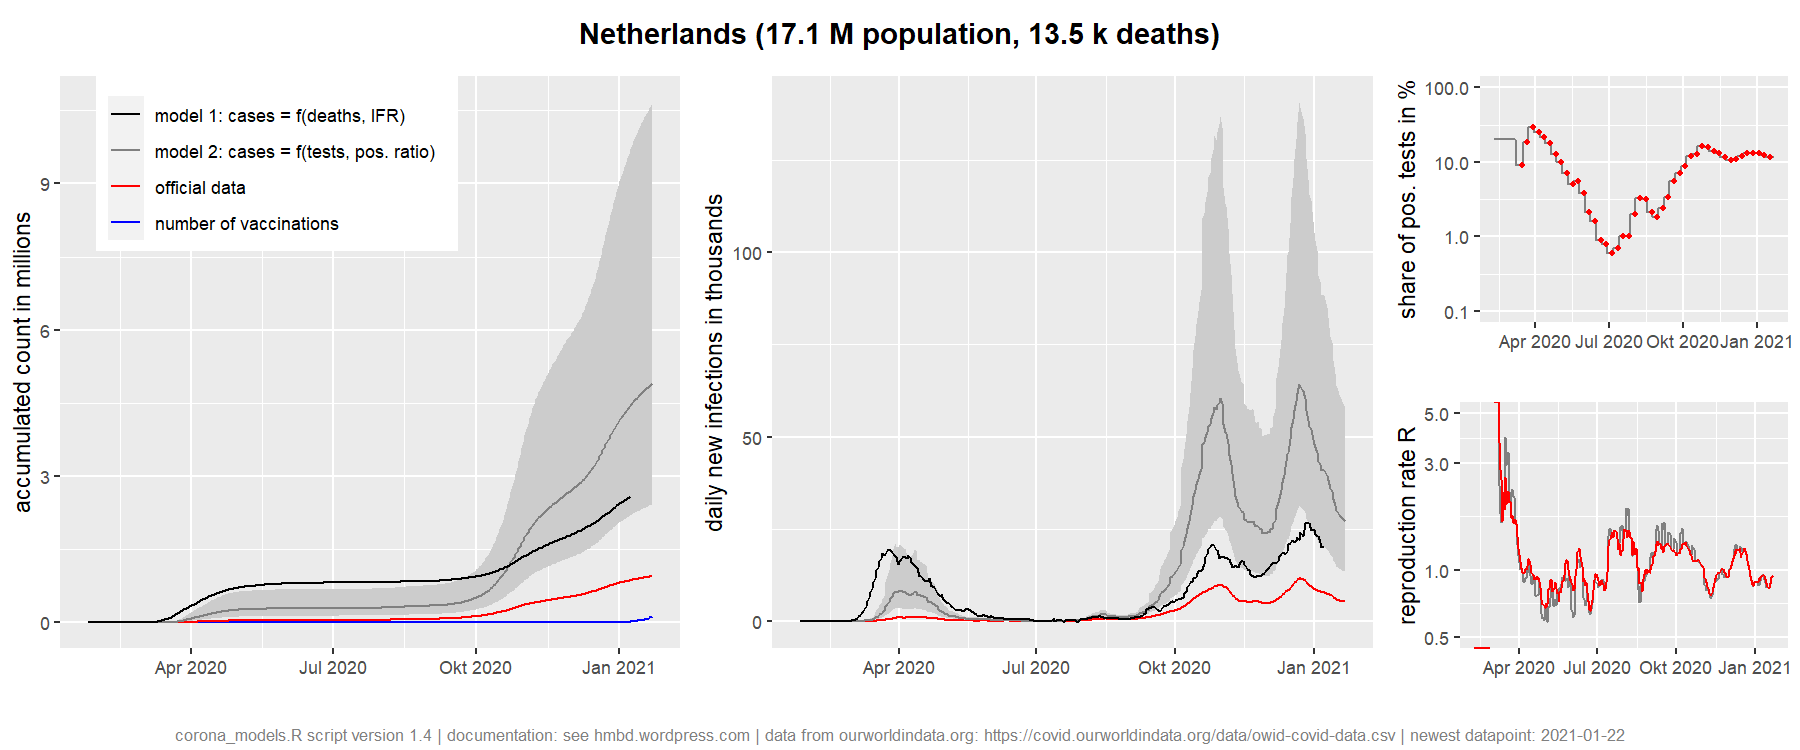 Netherlands (17.1 M population, 13.5 k deaths)
accumulated count in millions
9
6
3
0
model 1: cases = f(deaths, IFR)
model 2: cases = f(tests, pos. ratio)
official data
number of vaccinations
Apr 2020 Jul 2020 Okt 2020 Jan 2021
daily new infections in thousands
100
50
0
Apr 2020 Jul 2020 Okt 2020 Jan 2021
share of pos. tests in %
100.0
10.0
1.0
0.1
Apr 2020 Jul 2020 Okt 2020 Jan 2021
reproduction rate R
5.0
3.0
1.0
0.5
Apr 2020 Jul 2020 Okt 2020 Jan 2021
corona_models.R script version 1.4 | documentation: see hmbd.wordpress.com | data from ourworldindata.org: https://covid.ourworldindata.org/data/owid-covid-data.csv | newest datapoint: 2021-01-22